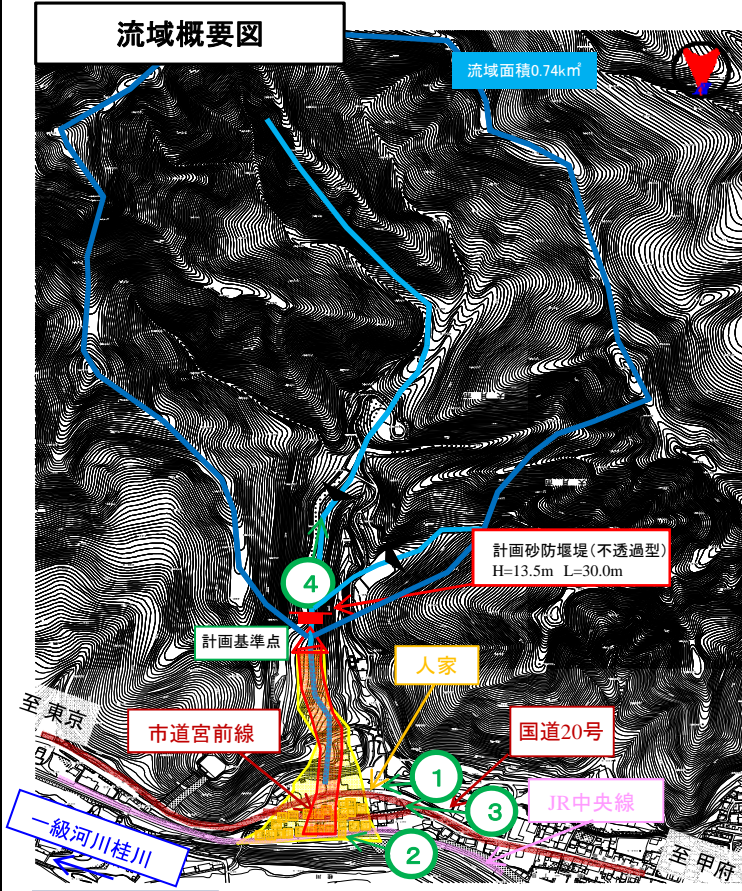 流域概要図
流域面積0.74km²
計画砂防堰堤(不透過型)
H=13.5m L=30.0m
4
計画基準点
人家
至 東京
市道宮前線
国道20号
1
3
JR中央線
2
一級河川桂川
至 甲府